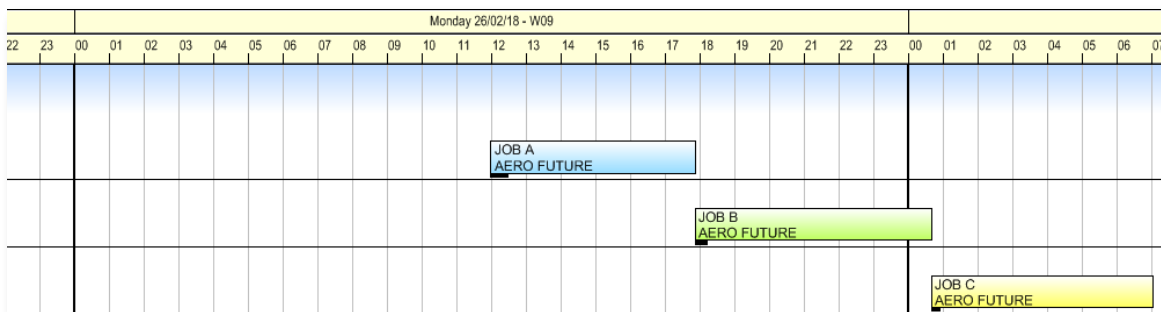 Monday 26/02/18 - W09
22 23 00 01 02 03 04 05 06 07 08 09 10 11 12 13 14 15 16 17 18 19 20 21 22 23 00 01 02 03 04 05 06 07
JOB A
AERO FUTURE
JOB B
AERO FUTURE
JOB C
AERO FUTURE